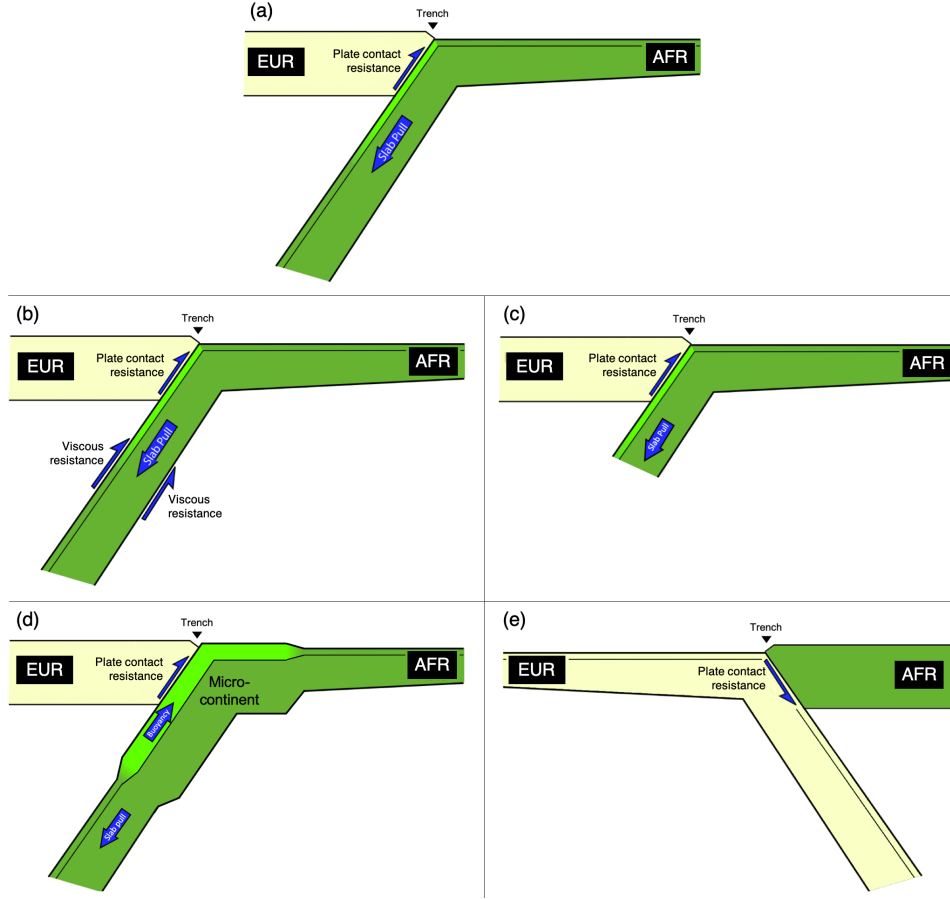 (a)
Trench
EUR
Plate contact
resistance
AFR
Slab Pull
(b)
Trench
EUR
Plate contact
resistance
AFR
Viscous
resistance
Slab Pull
Viscous
resistance
(c)
Trench
EUR
Plate contact
resistance
AFR
Slab Pull
(d)
Trench
EUR
Plate contact
resistance
AFR
Micro-
continent
Buoyancy
Slab pull
(e)
Trench
EUR
Plate contact
resistance
AFR